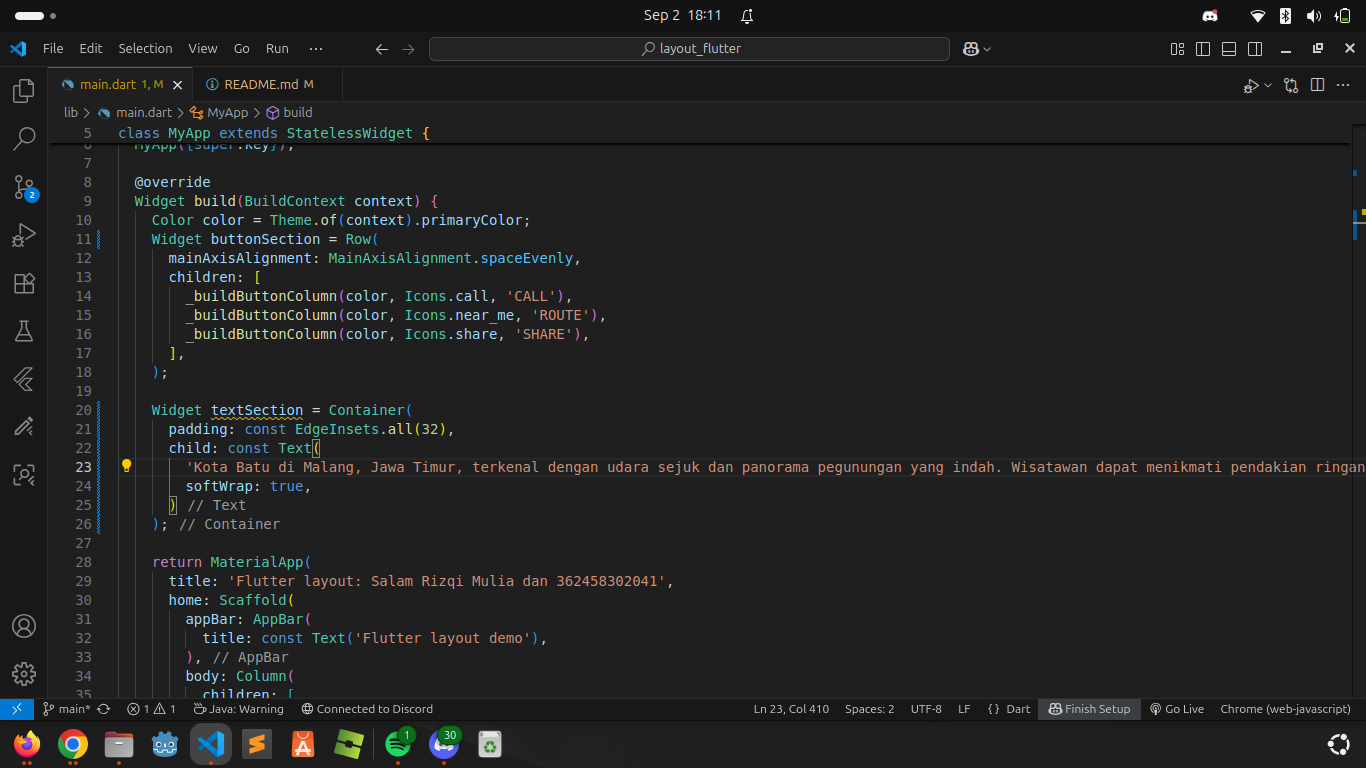 Sep 2 18:11
File Edit Selection View Go Run ··· layout_flutter
main.dart 1, M README.md M
lib > main.dart > MyApp > build
5 class MyApp extends StatelessWidget {
6 MyApp({super.key});
7
8 @override
9 Widget build(BuildContext context) {
10 Color color = Theme.of(context).primaryColor;
11 Widget buttonSection = Row(
12 mainAxisAlignment: MainAxisAlignment.spaceEvenly,
13 children: [
14 _buildButtonColumn(color, Icons.call, 'CALL'),
15 _buildButtonColumn(color, Icons.near_me, 'ROUTE'),
16 _buildButtonColumn(color, Icons.share, 'SHARE'),
17 ],
18 );
19
20 Widget textSection = Container(
21 padding: const EdgeInsets.all(32),
22 child: const Text(
23 'Kota Batu di Malang, Jawa Timur, terkenal dengan udara sejuk dan panorama pegunungan yang indah. Wisatawan dapat menikmati pendakian ringan
24 softWrap: true,
25 ) // Text
26 ); // Container
27
28 return MaterialApp(
29 title: 'Flutter layout: Salam Rizqi Mulia dan 362458302041',
30 home: Scaffold(
31 appBar: AppBar(
32 title: const Text('Flutter layout demo'),
33 ), // AppBar
34 body: Column(
35 children: [
2
main* 1 1 Java: Warning Connected to Discord Ln 23, Col 410 Spaces: 2 UTF-8 LF {} Dart Finish Setup Go Live Chrome (web-javascript)
1 30